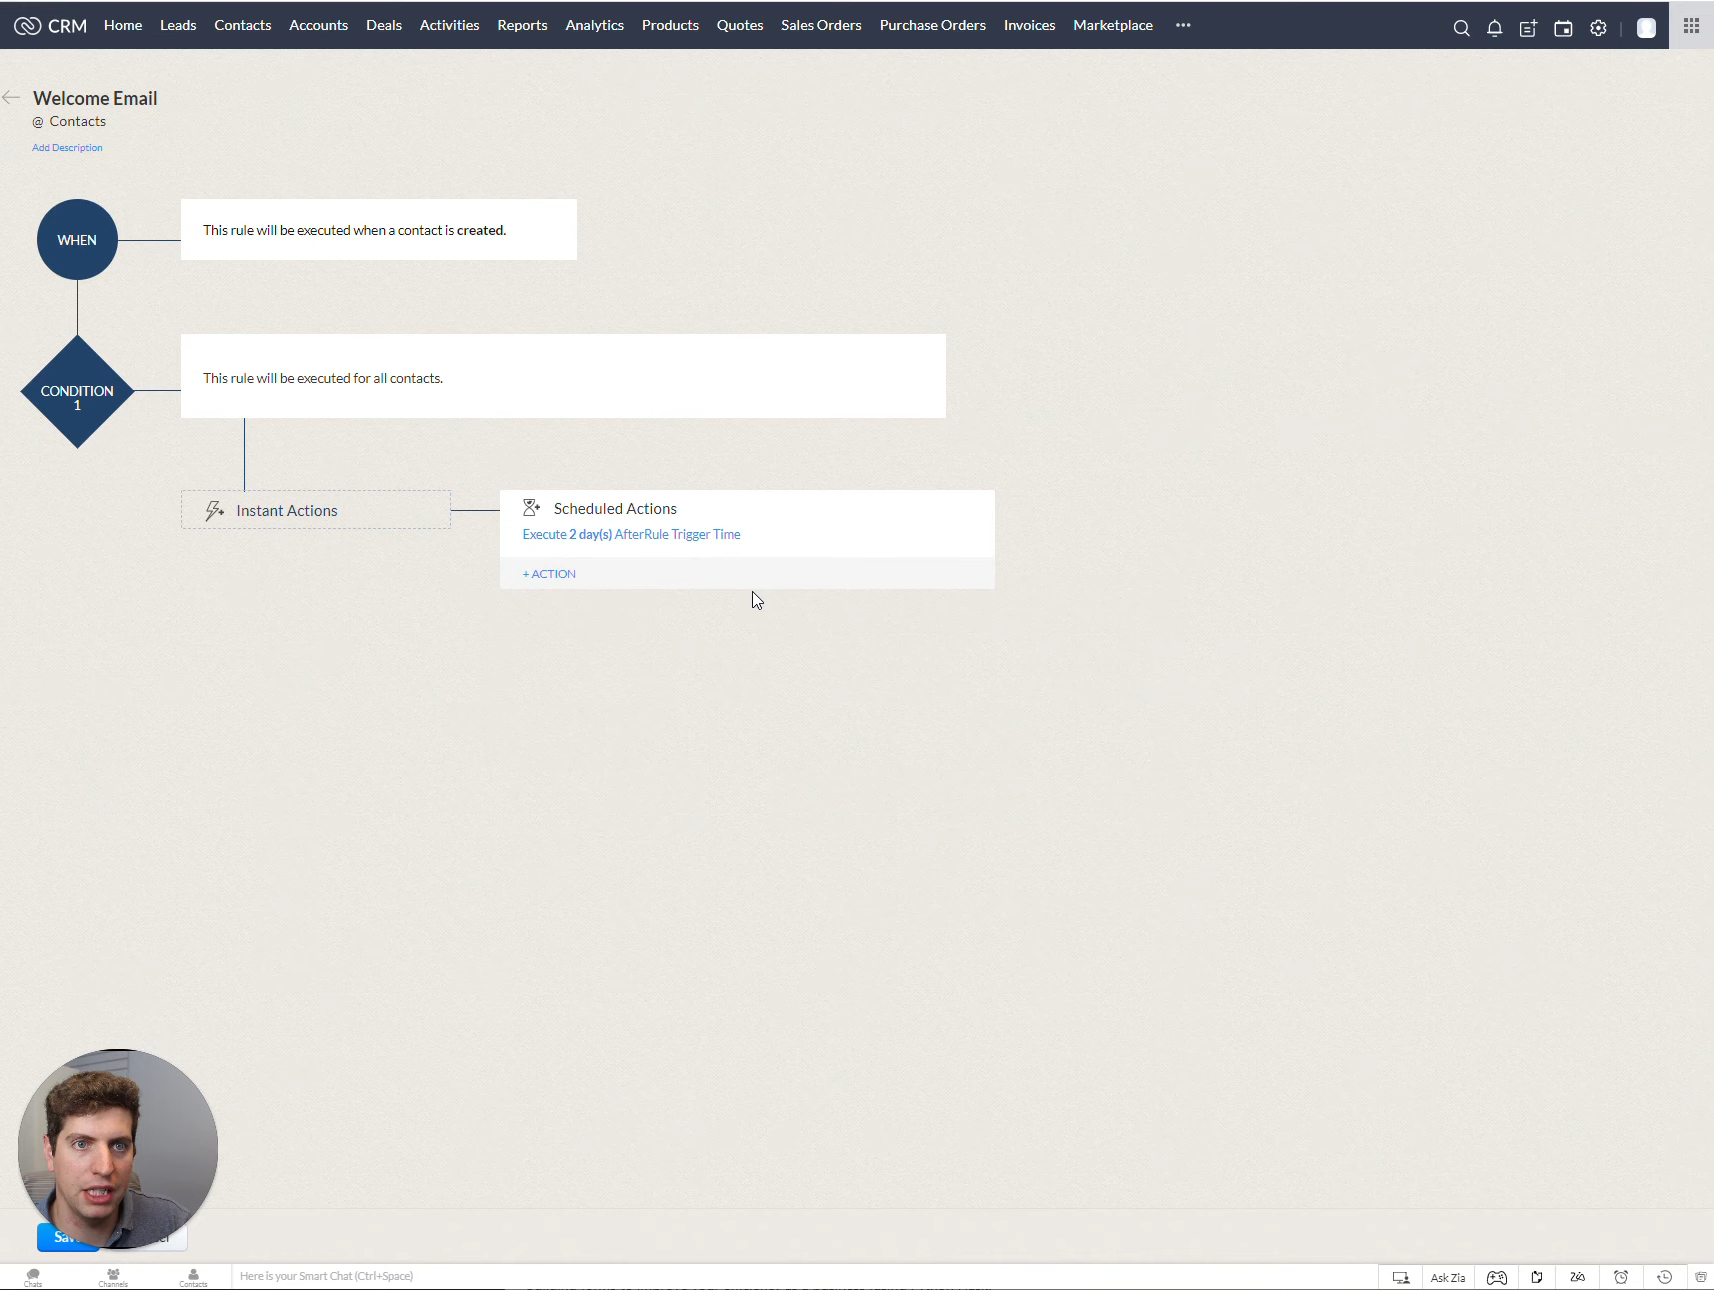 CRM Home Leads Contacts Accounts Deals Activities Reports Analytics Products Quotes Sales Orders Purchase Orders Invoices Marketplace
Welcome Email
@ Contacts
Add Description
WHEN
This rule will be executed when a contact is created.
CONDITION
1
This rule will be executed for all contacts.
Instant Actions
Scheduled Actions
Execute 2 day(s) AfterRule Trigger Time
+ ACTION
Chats
Channels
Contacts
Here is your Smart Chat (Ctrl+Space)
Ask Zia